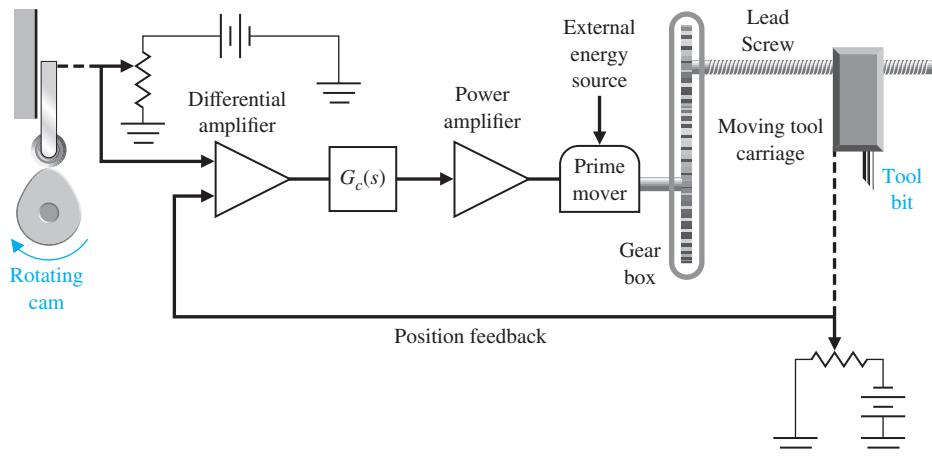 External
energy
source
Lead
Screw
Differential
amplifier
Power
amplifier
Moving tool
carriage
G_c(s)
Prime
mover
Tool
bit
Gear
box
Rotating
cam
Position feedback